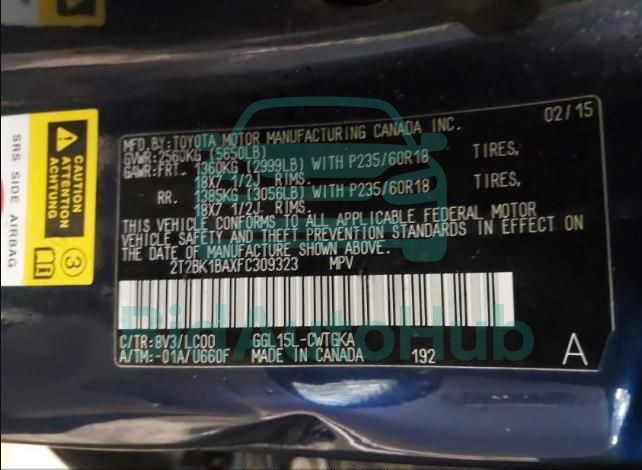 CAUTION
ATTENTION
SRS SIDE AIRBAG
3
02/15
MFD.BY:TOYOTA MOTOR MANUFACTURING CANADA INC.
GVWR:2560KG (5650LB)
GAWR:FRT. 1360KG (2999LB) WITH P235/60R18 TIRES,
18X7 1/2J RIMS.
RR. 1385KG (3056LB) WITH P235/60R18 TIRES,
18X7 1/2J RIMS.
THIS VEHICLE CONFORMS TO ALL APPLICABLE FEDERAL MOTOR
VEHICLE SAFETY AND THEFT PREVENTION STANDARDS IN EFFECT ON
THE DATE OF MANUFACTURE SHOWN ABOVE.
2T2BK1BAXFC309323 MPV
C/TR:8V3/LC00 GGL15L-CWTGKA
A/TM:-01A/U660F MADE IN CANADA 192 A
BidAutoHub